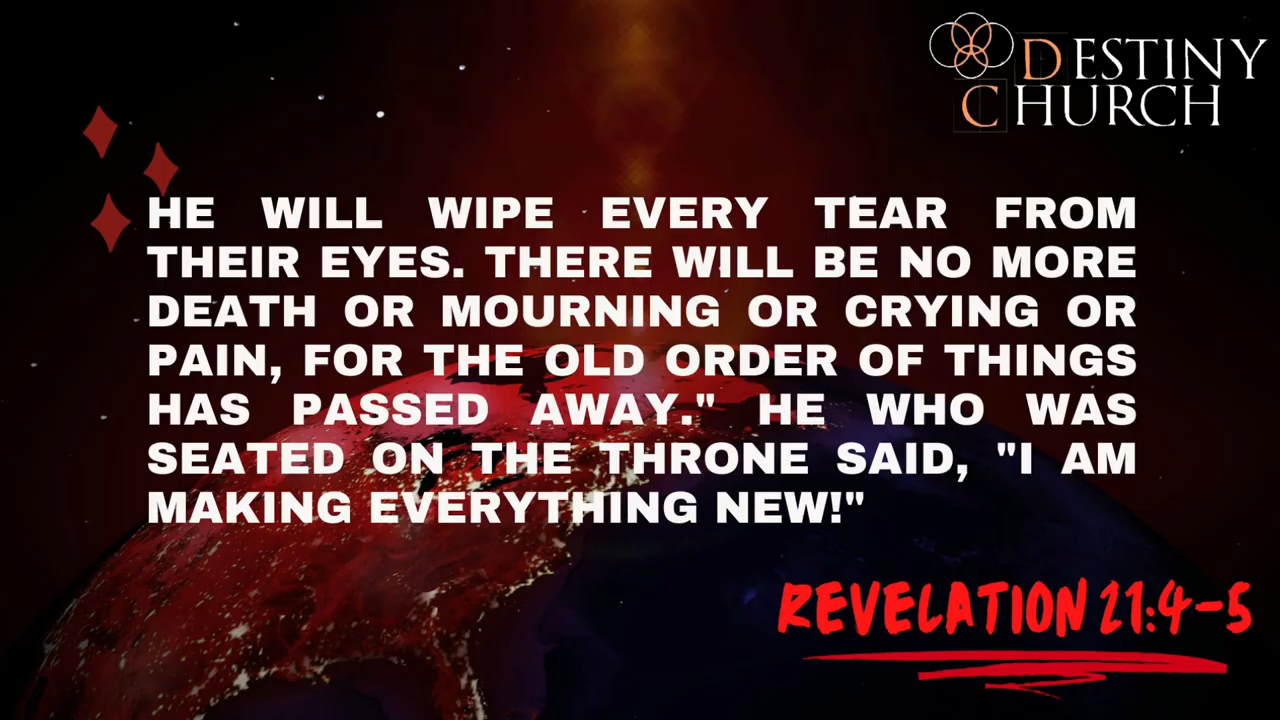 DESTINY
CHURCH
HE WILL WIPE EVERY TEAR FROM
THEIR EYES. THERE WILL BE NO MORE
DEATH OR MOURNING OR CRYING OR
PAIN, FOR THE OLD ORDER OF THINGS
HAS PASSED AWAY." HE WHO WAS
SEATED ON THE THRONE SAID, "I AM
MAKING EVERYTHING NEW!"
REVELATION 21:4-5